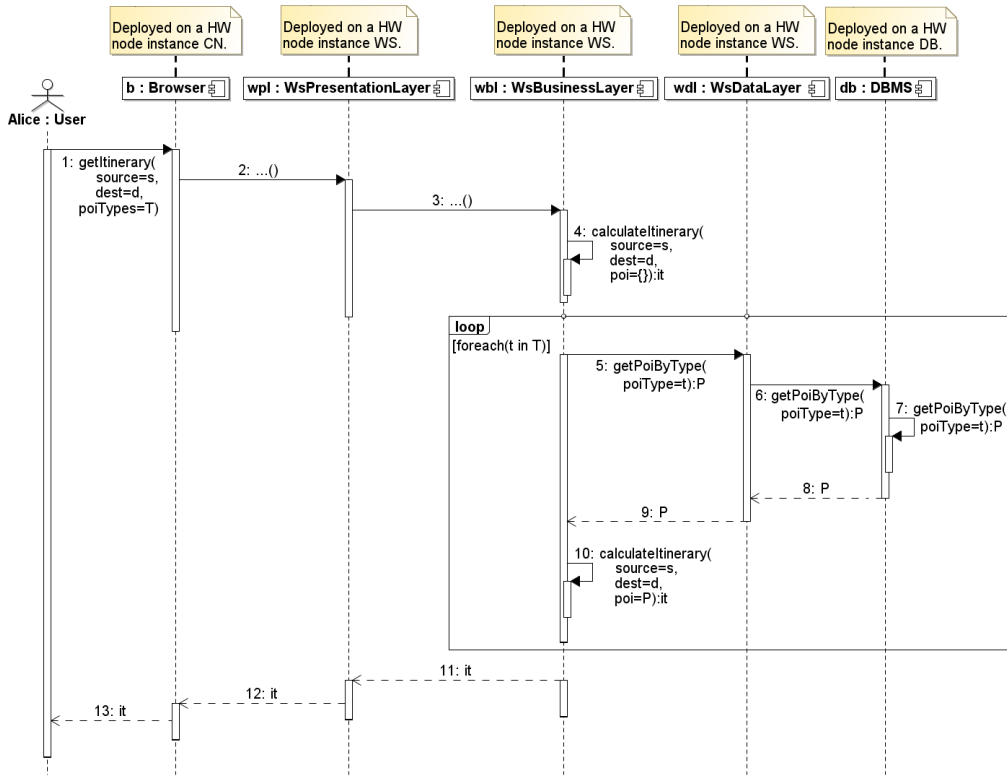 Deployed on a HW
node instance CN.
Deployed on a HW
node instance WS.
Deployed on a HW
node instance WS.
Deployed on a HW
node instance WS.
Deployed on a HW
node instance DB.
b : Browser
wpl : WsPresentationLayer
wbl : WsBusinessLayer
wdl : WsDataLayer
db : DBMS
Alice : User
1: getItinerary(
source=s,
dest=d,
poiTypes=T)
2: ...()
3: ...()
4: calculateItinerary(
source=s,
dest=d,
poi={}):it
loop
[foreach(t in T)]
5: getPoiByType(
poiType=t):P
6: getPoiByType(
poiType=t):P
7: getPoiByType(
poiType=t):P
8: P
9: P
10: calculateItinerary(
source=s,
dest=d,
poi=P):it
11: it
12: it
13: it